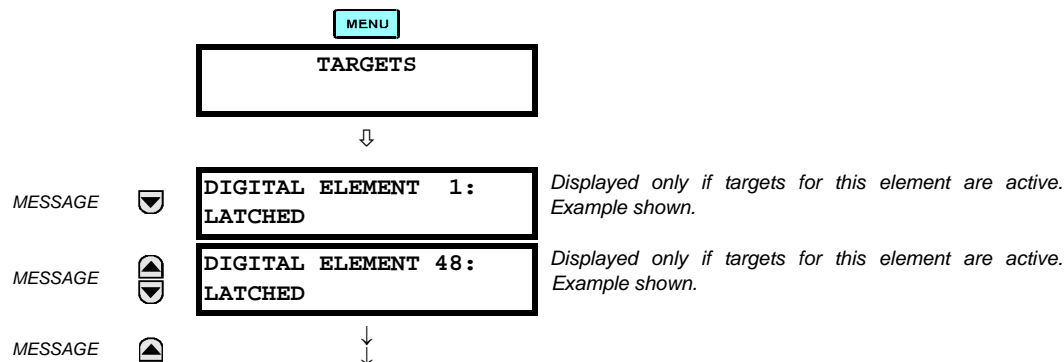 MENU
TARGETS
MESSAGE
DIGITAL ELEMENT 1:
LATCHED
Displayed only if targets for this element are active.
Example shown.
MESSAGE
DIGITAL ELEMENT 48:
LATCHED
Displayed only if targets for this element are active.
Example shown.
MESSAGE